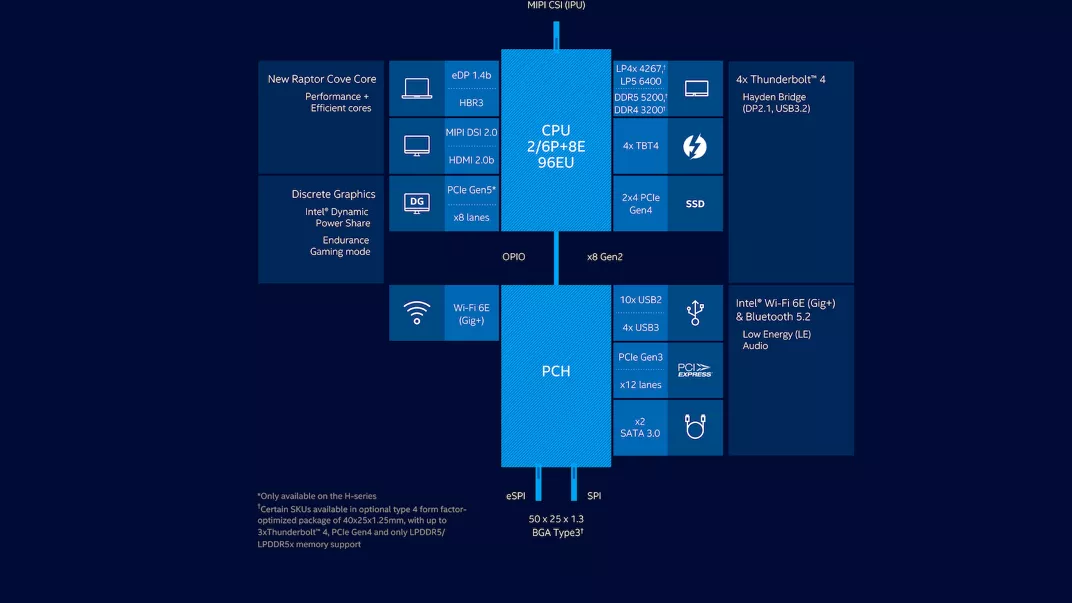 MIPI CSI (IPU)
New Raptor Cove Core
Performance +
Efficient cores
eDP 1.4b
HBR3
MIPI DSI 2.0
HDMI 2.0b
Discrete Graphics
Intel® Dynamic
Power Share
Endurance
Gaming mode
DG
PCIe Gen5*
x8 lanes
CPU
2/6P+8E
96EU
LP4x 4267,†
LP5 6400
DDR5 5200,†
DDR4 3200†
4x TBT4
2x4 PCIe
Gen4
SSD
4x Thunderbolt™ 4
Hayden Bridge
(DP2.1, USB3.2)
OPIO
x8 Gen2
Wi-Fi 6E
(Gig+)
PCH
10x USB2
4x USB3
PCIe Gen3
x12 lanes
PCI
EXPRESS
x2
SATA 3.0
Intel® Wi-Fi 6E (Gig+)
& Bluetooth 5.2
Low Energy (LE)
Audio
eSPI
SPI
50 x 25 x 1.3
BGA Type3†
*Only available on the H-series
†Certain SKUs available in optional type 4 form factor-
optimized package of 40x25x1.25mm, with up to
3xThunderbolt™ 4, PCIe Gen4 and only LPDDR5/
LPDDR5x memory support